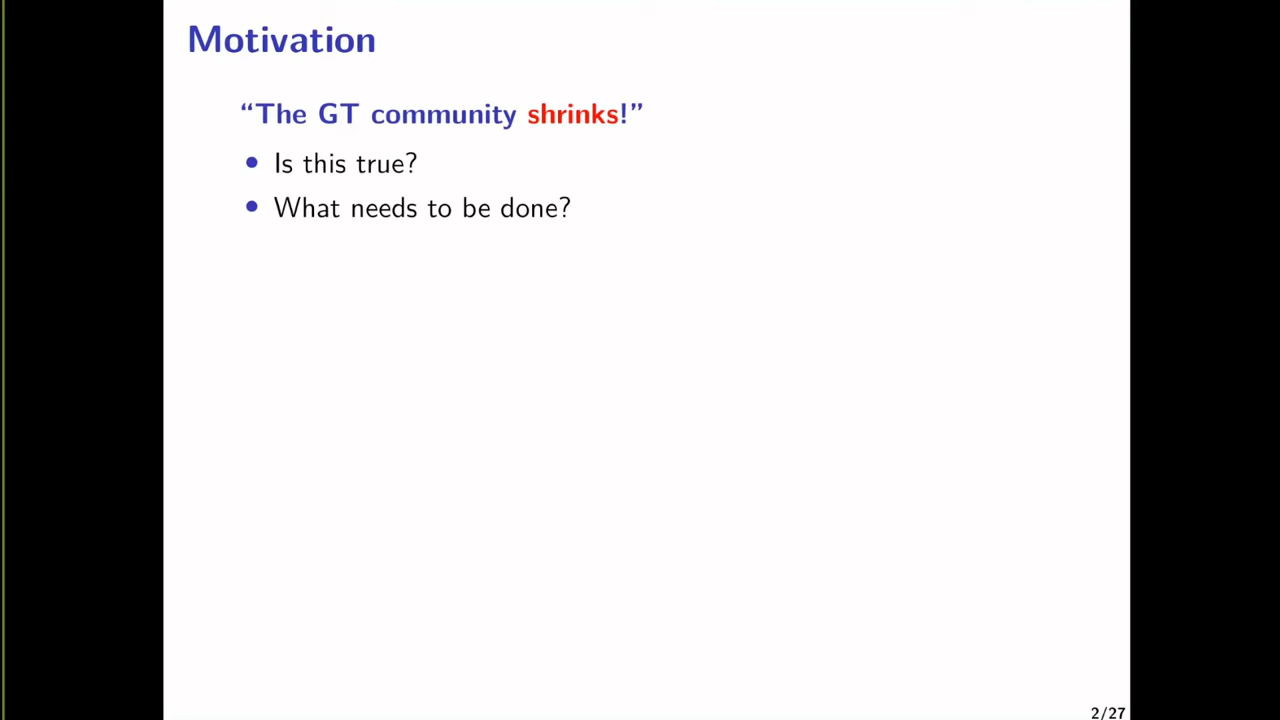 Motivation
“The GT community shrinks!”
• Is this true?
• What needs to be done?
2/27